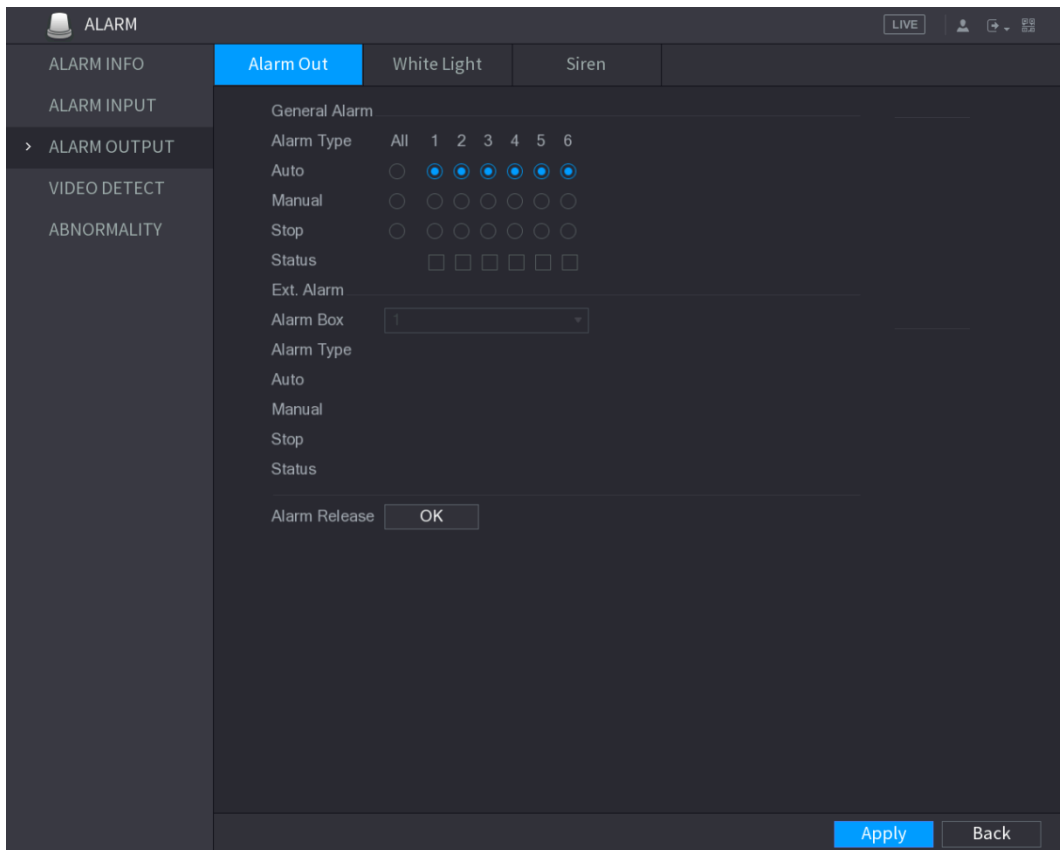 ALARM LIVE
ALARM INFO
ALARM INPUT
> ALARM OUTPUT
VIDEO DETECT
ABNORMALITY
Alarm Out White Light Siren
General Alarm
Alarm Type All 1 2 3 4 5 6
Auto
Manual
Stop
Status
Ext. Alarm
Alarm Box 1
Alarm Type
Auto
Manual
Stop
Status
Alarm Release OK
Apply Back